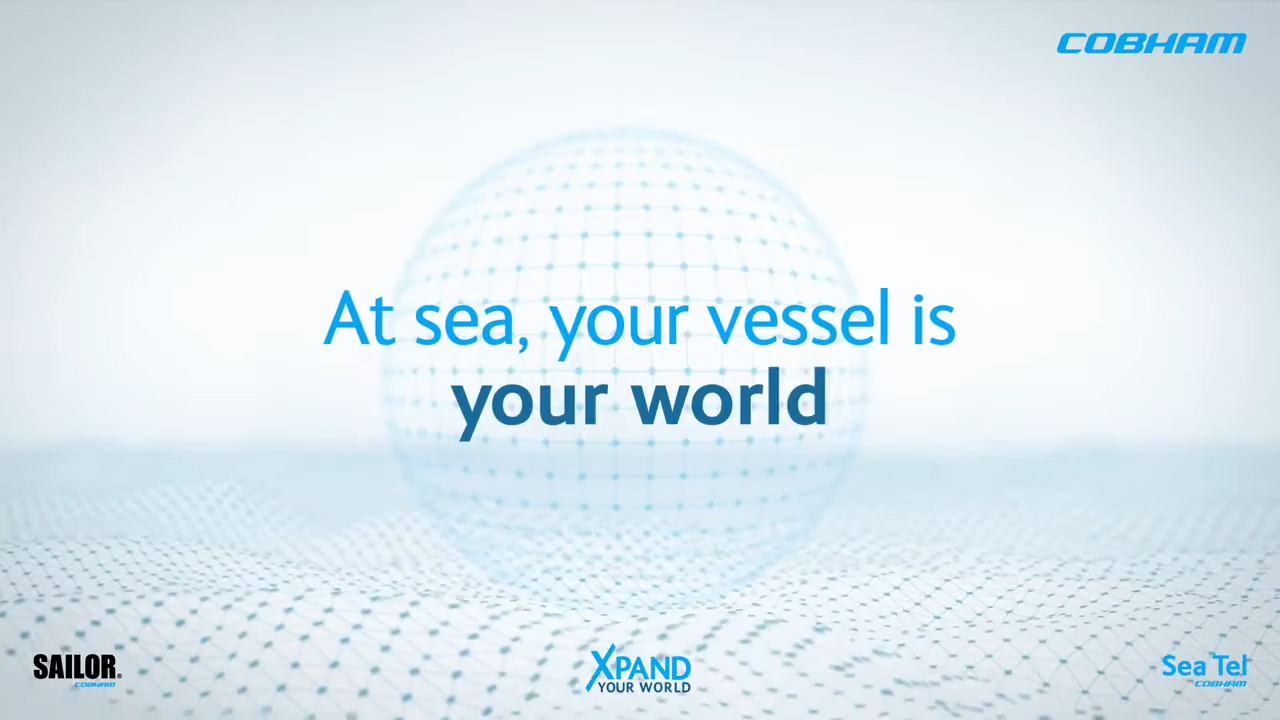 COBHAM
At sea, your vessel is
your world
SAILOR®
COBHAM
XPAND
YOUR WORLD
Sea Tel
COBHAM